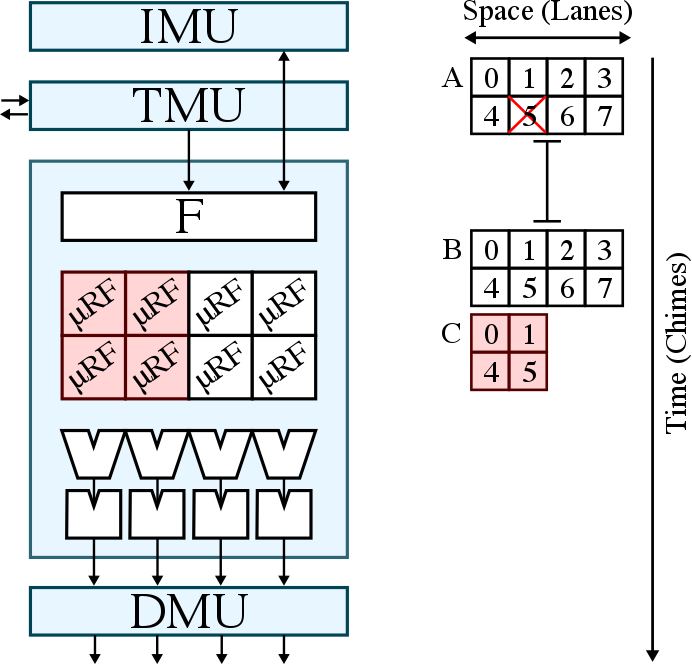 IMU
TMU
F
μRF μRF μRF μRF
μRF μRF μRF μRF
DMU
Space (Lanes)
A 0 1 2 3
4 5 6 7
B 0 1 2 3
4 5 6 7
C 0 1
4 5
Time (Chimes)